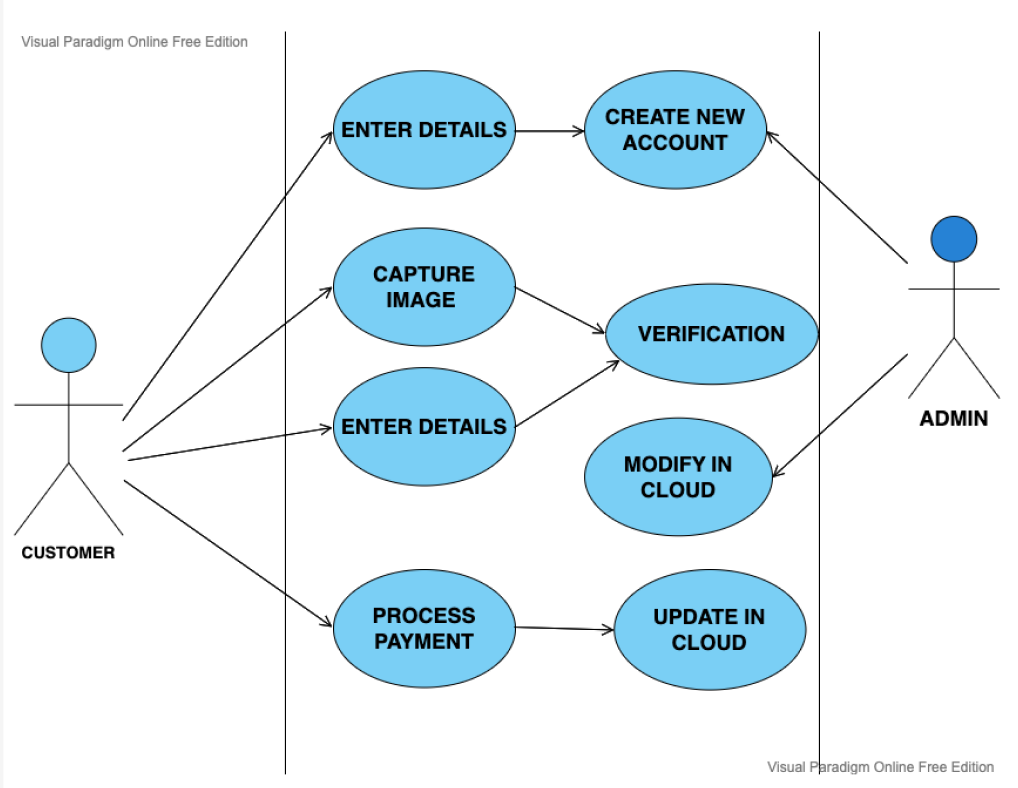 Visual Paradigm Online Free Edition
ENTER DETAILS
CREATE NEW
ACCOUNT
CAPTURE
IMAGE
VERIFICATION
ENTER DETAILS
ADMIN
MODIFY IN
CLOUD
CUSTOMER
PROCESS
PAYMENT
UPDATE IN
CLOUD
Visual Paradigm Online Free Edition